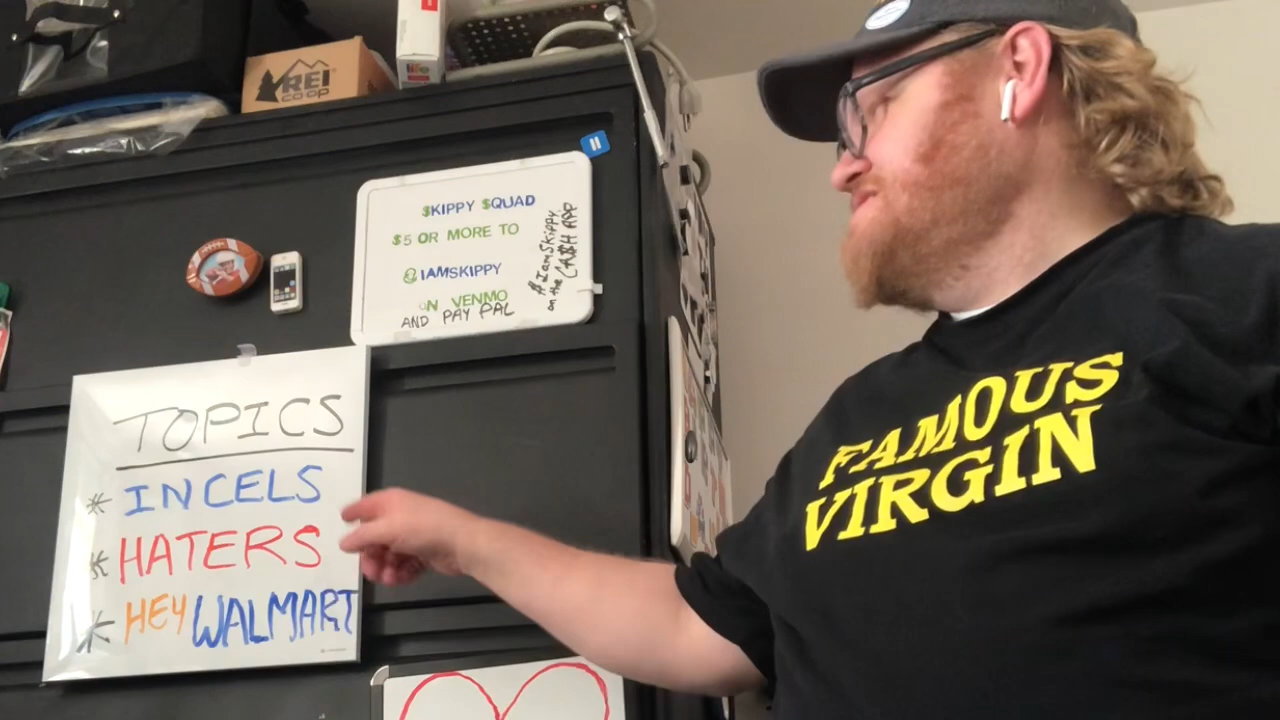 REI
CO-OP
$KIPPY $QUAD
$5 OR MORE TO
@IAMSKIPPY
ON VENMO
AND PAY PAL
$IamSkippy
on the CA$H APP
TOPICS
* INCELS
* HATERS
* HEY WALMART
FAMOUS
VIRGIN